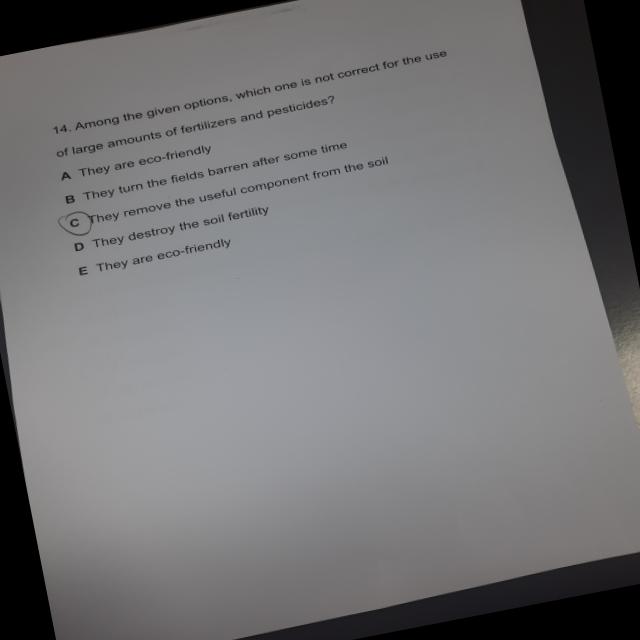 14. Among the given options, which one is not correct for the use
of large amounts of fertilizers and pesticides?
A They are eco-friendly
B They turn the fields barren after some time
C They remove the useful component from the soil
D They destroy the soil fertility
E They are eco-friendly